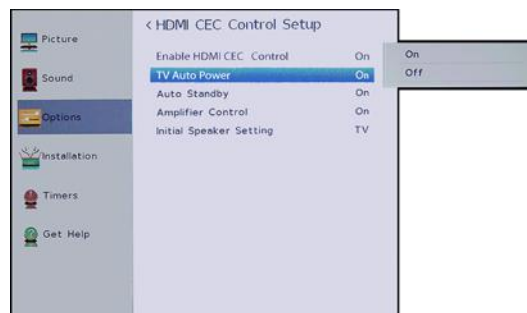 Picture
Sound
Options
Installation
Timers
Get Help
< HDMI CEC Control Setup
Enable HDMI CEC Control On
TV Auto Power On
Auto Standby On
Amplifier Control On
Initial Speaker Setting TV
On
Off